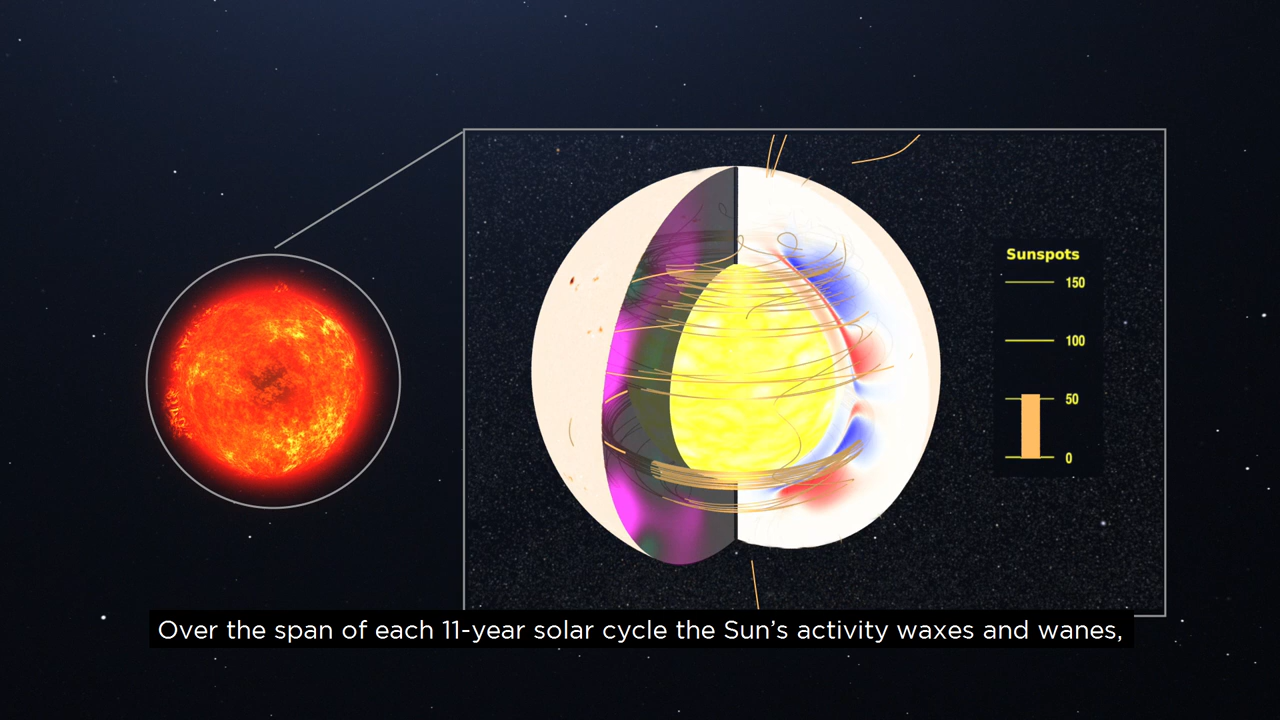 Sunspots
150
100
50
0
Over the span of each 11-year solar cycle the Sun’s activity waxes and wanes,